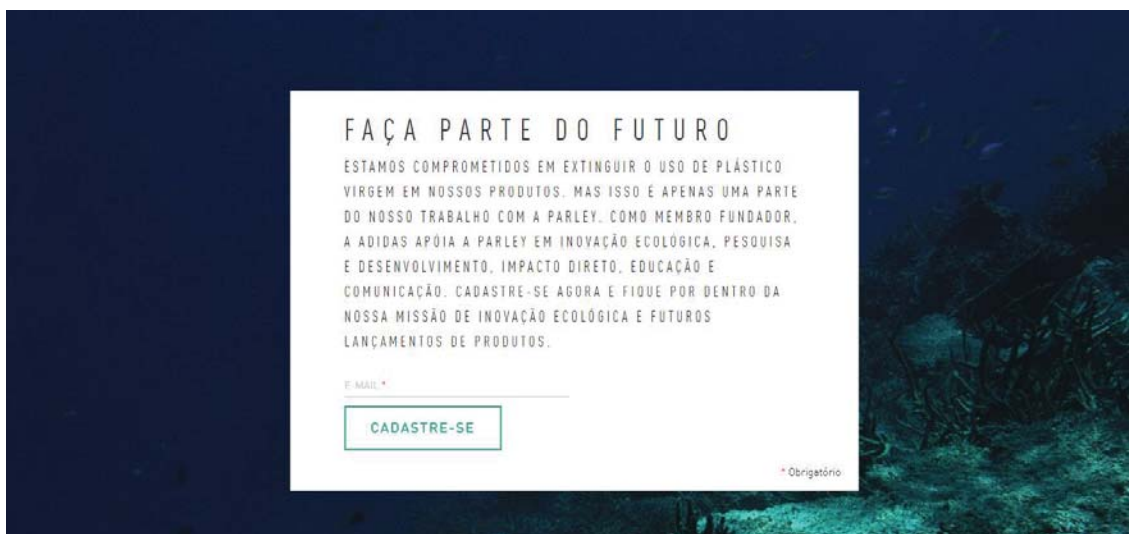 FAÇA PARTE DO FUTURO
ESTAMOS COMPROMETIDOS EM EXTINGUIR O USO DE PLÁSTICO
VIRGEM EM NOSSOS PRODUTOS. MAS ISSO É APENAS UMA PARTE
DO NOSSO TRABALHO COM A PARLEY. COMO MEMBRO FUNDADOR,
A ADIDAS APÓIA A PARLEY EM INOVAÇÃO ECOLÓGICA, PESQUISA
E DESENVOLVIMENTO, IMPACTO DIRETO, EDUCAÇÃO E
COMUNICAÇÃO. CADASTRE-SE AGORA E FIQUE POR DENTRO DA
NOSSA MISSÃO DE INOVAÇÃO ECOLÓGICA E FUTUROS
LANÇAMENTOS DE PRODUTOS.
E-MAIL *
CADASTRE-SE
* Obrigatório